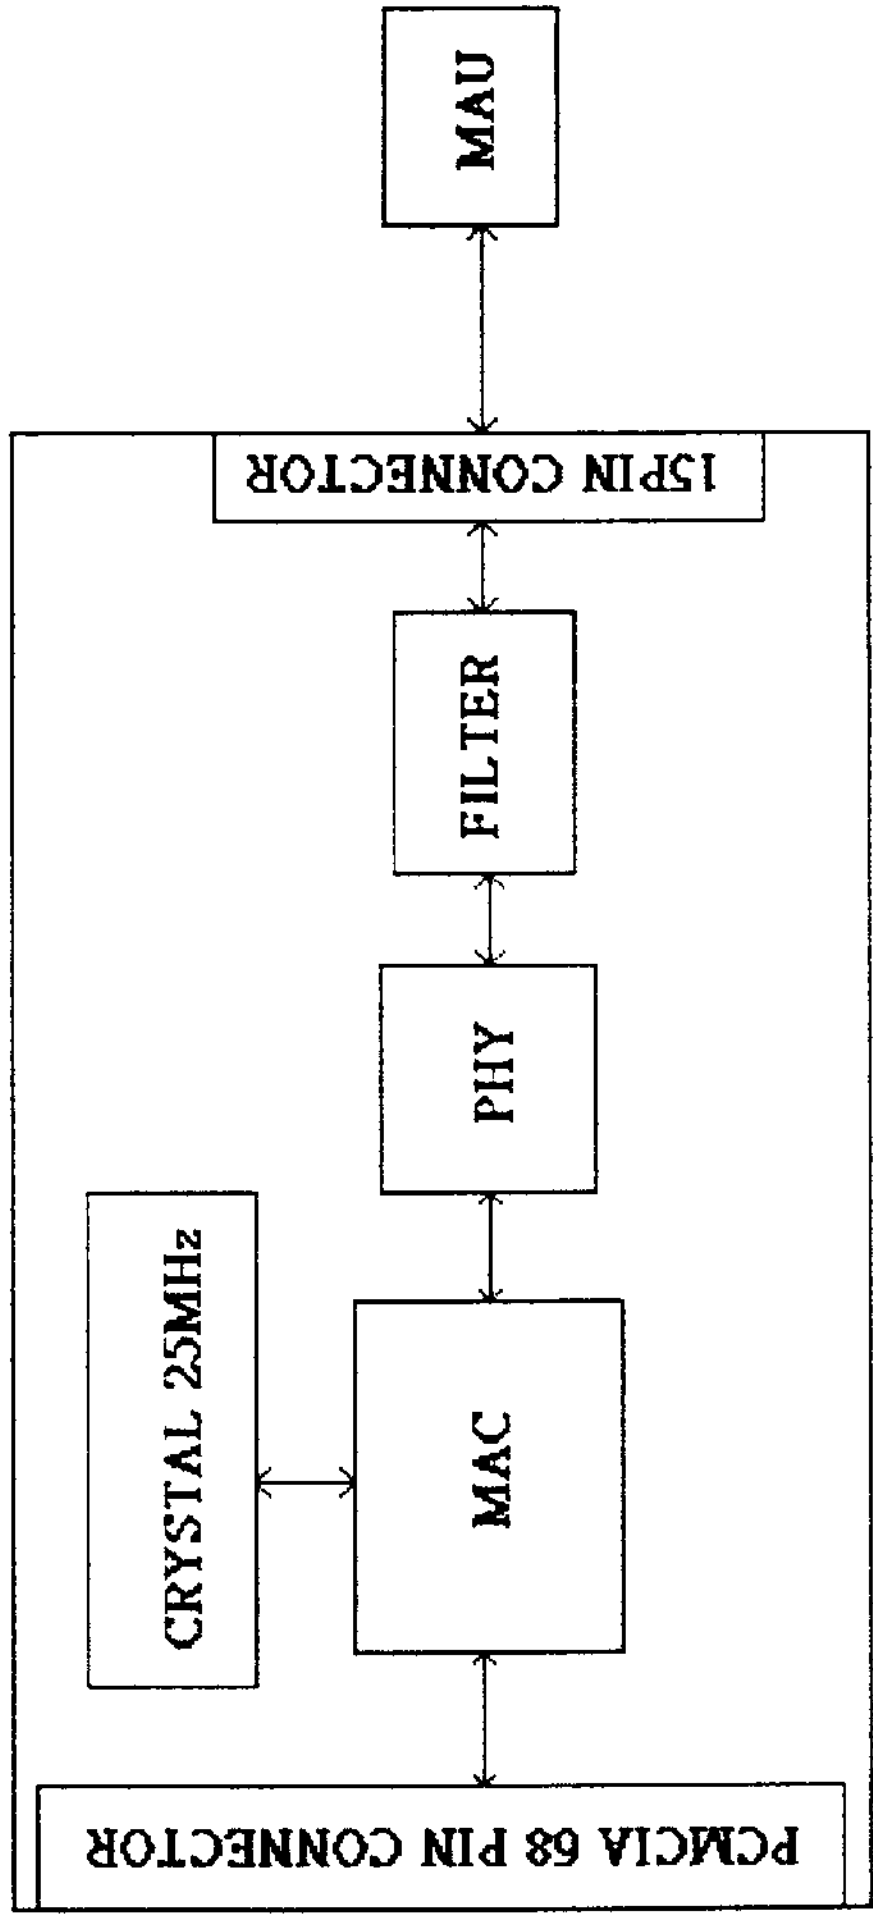 PCMCIA 68 PIN CONNECTOR
CRYSTAL 25MHz
MAC
PHY
FILTER
15PIN CONNECTOR
MAU